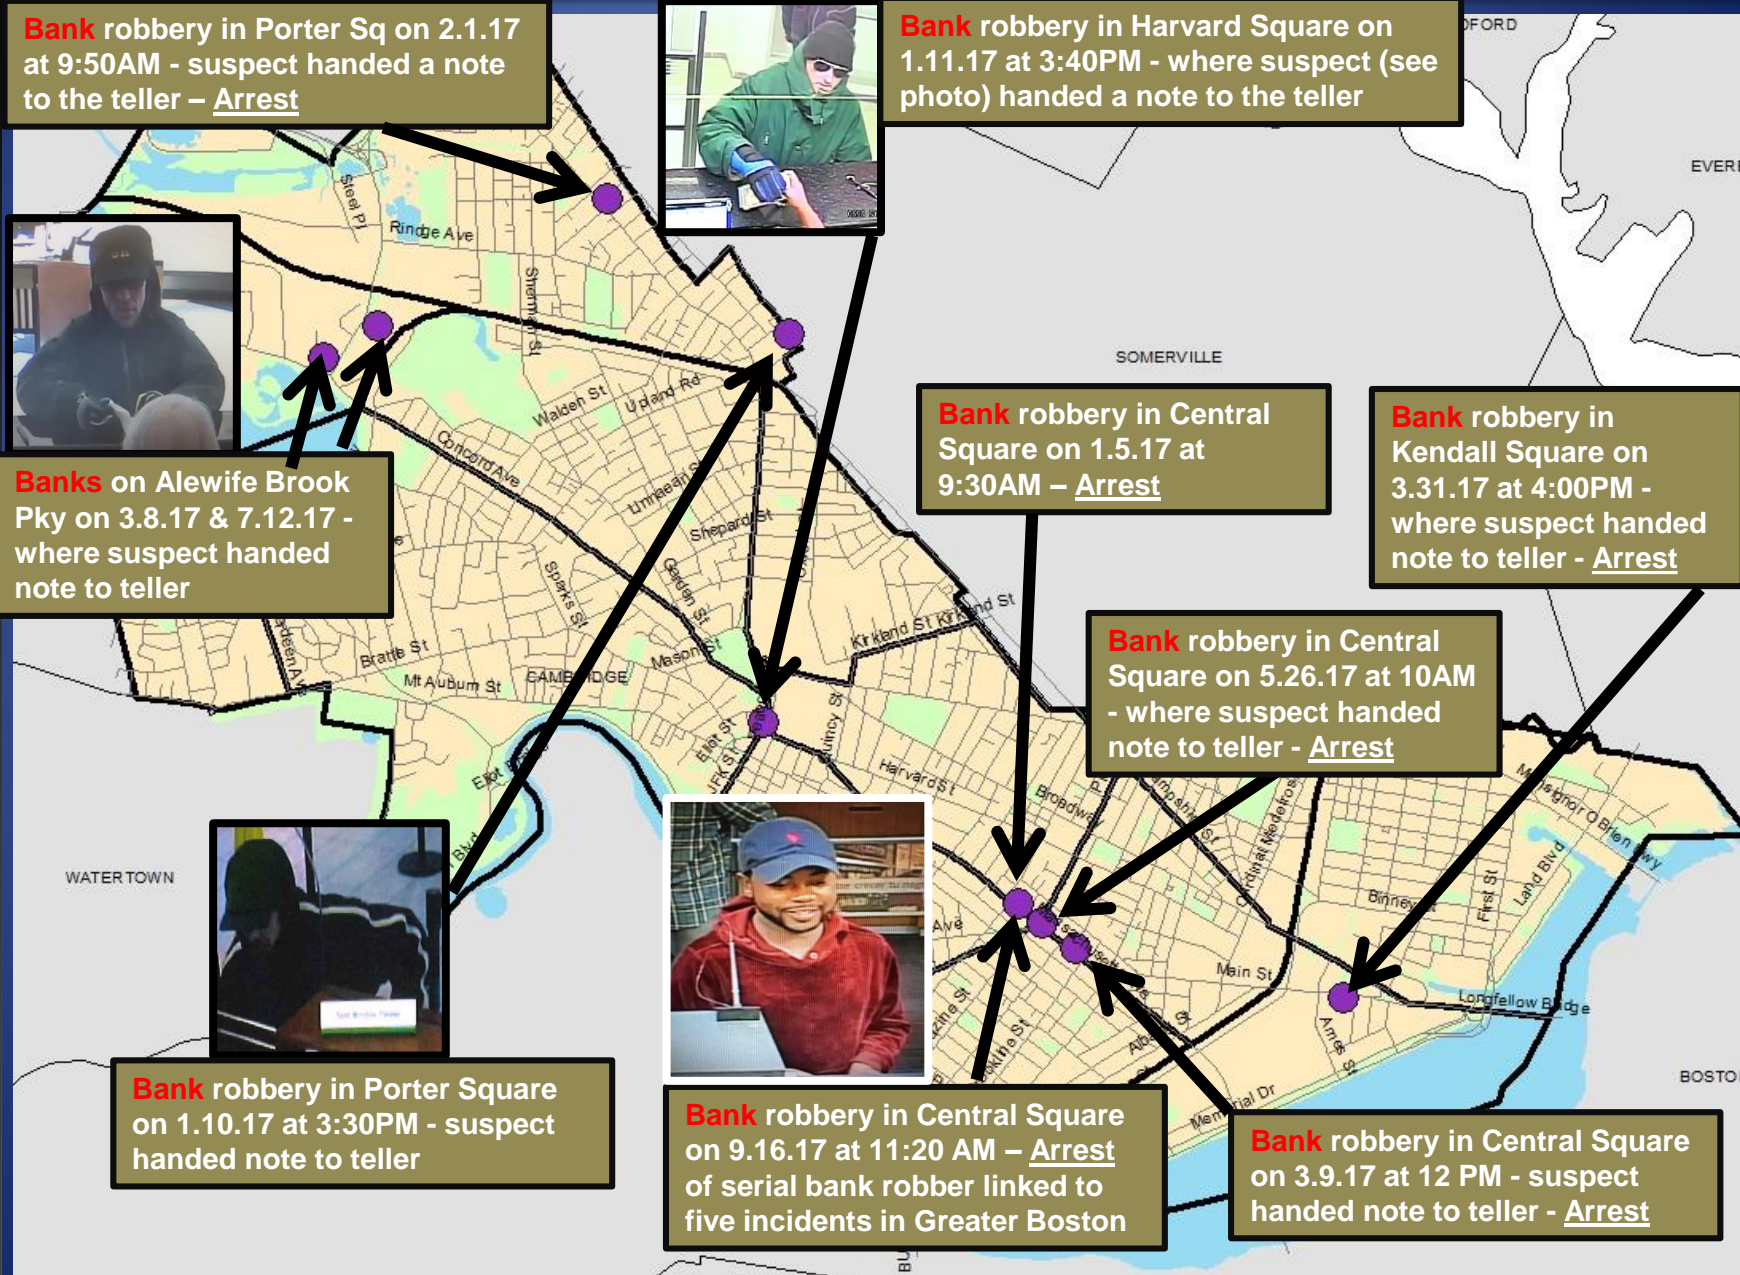 Bank robbery in Porter Sq on 2.1.17
at 9:50AM - suspect handed a note
to the teller – Arrest
Bank robbery in Harvard Square on
1.11.17 at 3:40PM - where suspect (see
photo) handed a note to the teller
EVERE
Steel Pl
Rindge Ave
Sherman St
SOMERVILLE
Walden St
Upland Rd
Concord Ave
Shepard St
Garden St
Sparks St
Banks on Alewife Brook
Pky on 3.8.17 & 7.12.17 -
where suspect handed
note to teller
Bank robbery in Central
Square on 1.5.17 at
9:30AM – Arrest
Bank robbery in
Kendall Square on
3.31.17 at 4:00PM -
where suspect handed
note to teller - Arrest
Kirkland St
Brattle St
Mason St
Mt Auburn St
CAMBRIDGE
Bank robbery in Central
Square on 5.26.17 at 10AM
- where suspect handed
note to teller - Arrest
Eliot St
JFK St
Quincy St
Harvard St
Broadway
WATERTOWN
Binney
First St
Land Blvd
Main St
Longfellow Bridge
Ames St
Memorial Dr
BOSTO
Bank robbery in Porter Square
on 1.10.17 at 3:30PM - suspect
handed note to teller
Bank robbery in Central Square
on 9.16.17 at 11:20 AM – Arrest
of serial bank robber linked to
five incidents in Greater Boston
Bank robbery in Central Square
on 3.9.17 at 12 PM - suspect
handed note to teller - Arrest